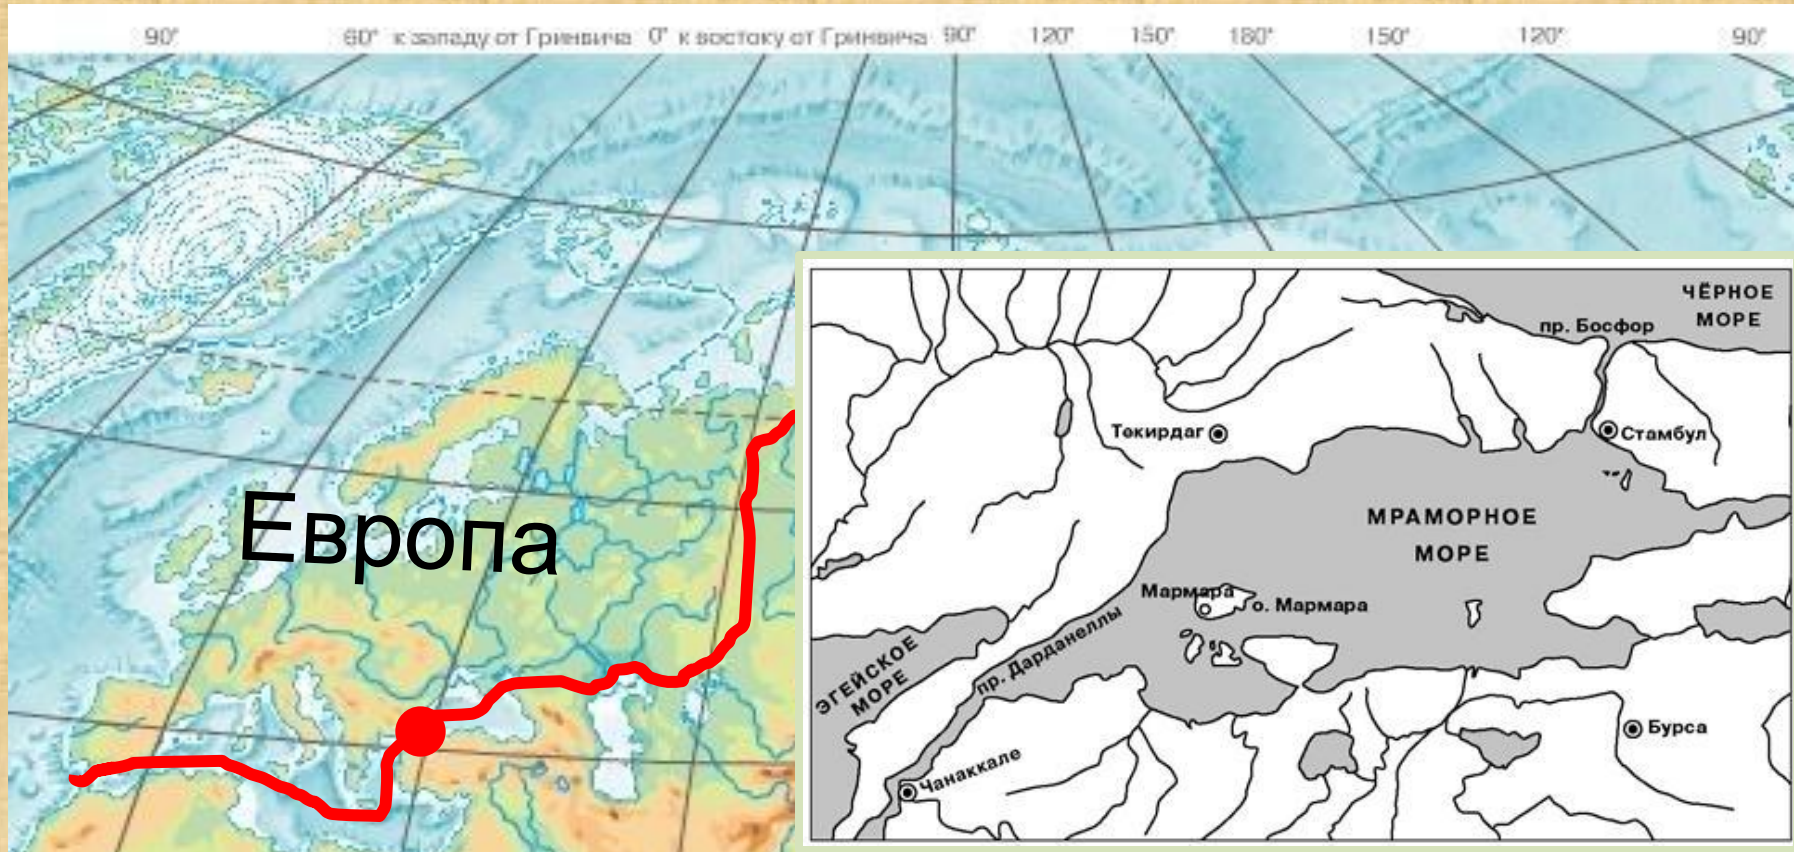 90° 60° к западу от Гринвича 0° к востоку от Гринвича 90° 120° 150° 180° 150° 120° 90°
Европа
ЧЁРНОЕ
МОРЕ
пр. Босфор
Текирдаг
Стамбул
МРАМОРНОЕ
МОРЕ
Мармара
о. Мармара
пр. Дарданеллы
ЭГЕЙСКОЕ
МОРЕ
Бурса
Чанаккале